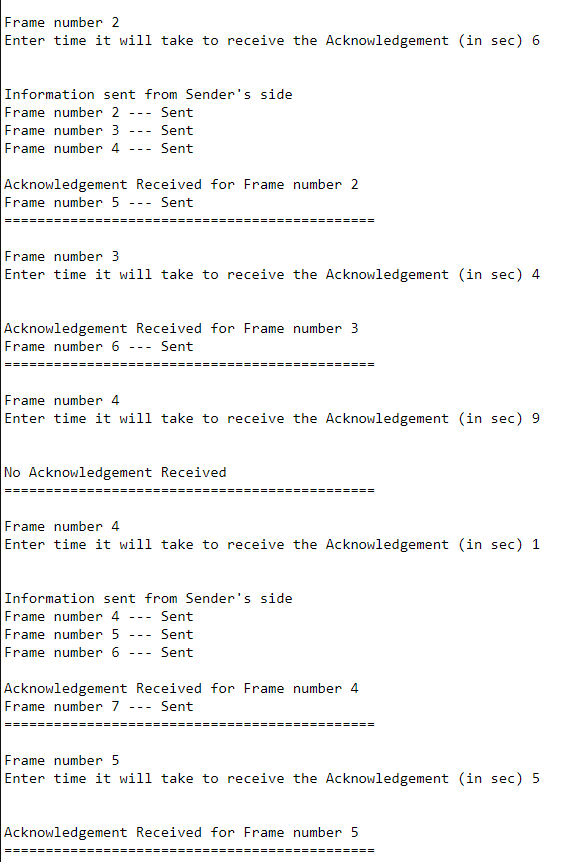 Frame number 2
Enter time it will take to receive the Acknowledgement (in sec) 6
Information sent from Sender's side
Frame number 2 --- Sent
Frame number 3 --- Sent
Frame number 4 --- Sent
Acknowledgement Received for Frame number 2
Frame number 5 --- Sent
=============================================
Frame number 3
Enter time it will take to receive the Acknowledgement (in sec) 4
Acknowledgement Received for Frame number 3
Frame number 6 --- Sent
=============================================
Frame number 4
Enter time it will take to receive the Acknowledgement (in sec) 9
No Acknowledgement Received
=============================================
Frame number 4
Enter time it will take to receive the Acknowledgement (in sec) 1
Information sent from Sender's side
Frame number 4 --- Sent
Frame number 5 --- Sent
Frame number 6 --- Sent
Acknowledgement Received for Frame number 4
Frame number 7 --- Sent
=============================================
Frame number 5
Enter time it will take to receive the Acknowledgement (in sec) 5
Acknowledgement Received for Frame number 5
=============================================